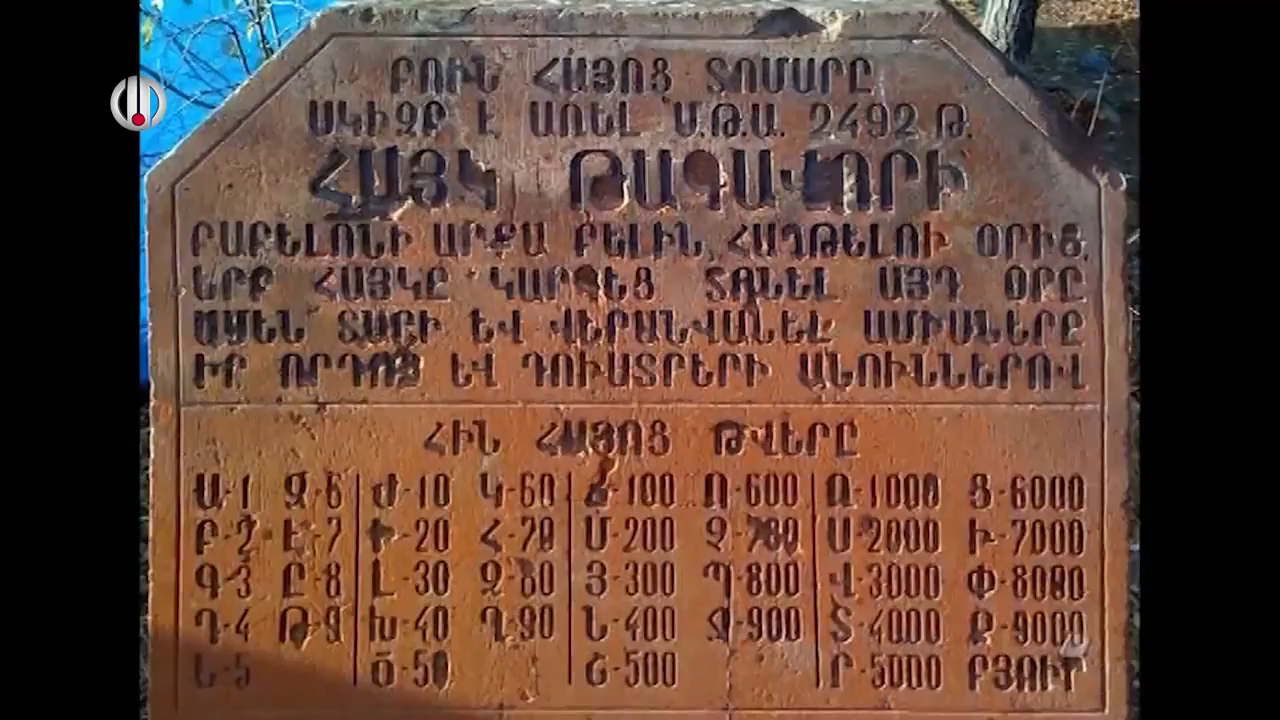 ԲՈՒՆ ՀԱՅՈՑ ՏՈՄԱՐԸ
ՍԿԻԶԲ Է ԱՌԵԼ Մ.Թ.Ա. 2492 Թ.
ՀԱՅԿ ԹԱԳԱՎՈՐԻ
ԲԱԲԵԼՈՆԻ ԱՐՔԱ ԲԵԼԻՆ ՀԱՂԹԵԼՈՒ ՕՐԻՑ,
ԵՐԲ ՀԱՅԿԸ ԿԱՐԳԵՑ ՏՈՆԵԼ ԱՅԴ ՕՐԸ
ԱՄԵՆ ՏԱՐԻ ԵՎ ՎԵՐԱՆՎԱՆԵԼ ԱՄԻՍՆԵՐԸ
ԻՐ ՈՐԴՈՑ ԵՎ ԴՈՒՍՏՐԵՐԻ ԱՆՈՒՆՆԵՐՈՎ
ՀԻՆ ՀԱՅՈՑ ԹՎԵՐԸ
Ա-1 Զ-6 Ժ-10 Կ-60 Ճ-100 Ո-600 Ռ-1000 Ց-6000
Բ-2 Է-7 Ի-20 Հ-70 Մ-200 Չ-700 Ս-2000 Ւ-7000
Գ-3 Ը-8 Լ-30 Ձ-80 Յ-300 Պ-800 Վ-3000 Փ-8000
Դ-4 Թ-9 Խ-40 Ղ-90 Ն-400 Ջ-900 Տ-4000 Ք-9000
Ե-5 Ծ-50 Շ-500 Ր-5000 ԲՅՈՒՐ